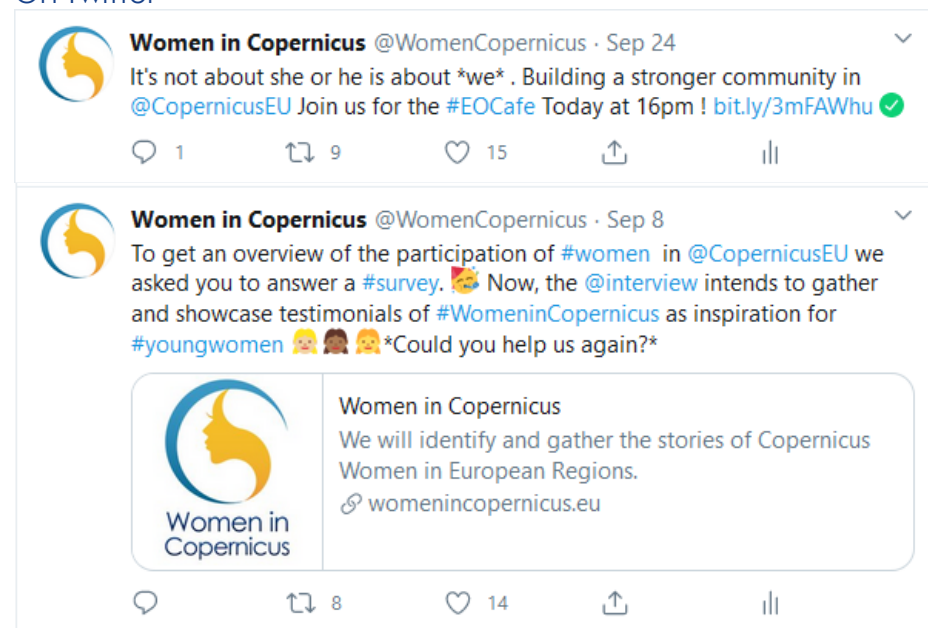 On Twitter
Women in Copernicus @WomenCopernicus · Sep 24
It's not about she or he is about *we* . Building a stronger community in
@CopernicusEU Join us for the #EOCafe Today at 16pm ! bit.ly/3mFAWhu
1 9 15
Women in Copernicus @WomenCopernicus · Sep 8
To get an overview of the participation of #women in @CopernicusEU we
asked you to answer a #survey. Now, the @interview intends to gather
and showcase testimonials of #WomeninCopernicus as inspiration for
#youngwomen *Could you help us again?*
Women in
Copernicus
Women in Copernicus
We will identify and gather the stories of Copernicus
Women in European Regions.
womenincopernicus.eu
8 14